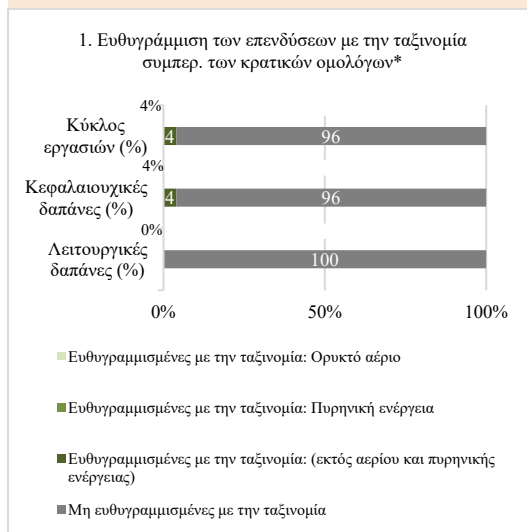 1. Ευθυγράμμιση των επενδύσεων με την ταξινομία
συμπερ. των κρατικών ομολόγων*
4%
Κύκλος
εργασιών (%)
4 96
4%
Κεφαλαιουχικές
δαπάνες (%)
4 96
0%
Λειτουργικές
δαπάνες (%)
100
0% 50% 100%
Ευθυγραμμισμένες με την ταξινομία: Ορυκτό αέριο
Ευθυγραμμισμένες με την ταξινομία: Πυρηνική ενέργεια
Ευθυγραμμισμένες με την ταξινομία: (εκτός αερίου και πυρηνικής
ενέργειας)
Μη ευθυγραμμισμένες με την ταξινομία